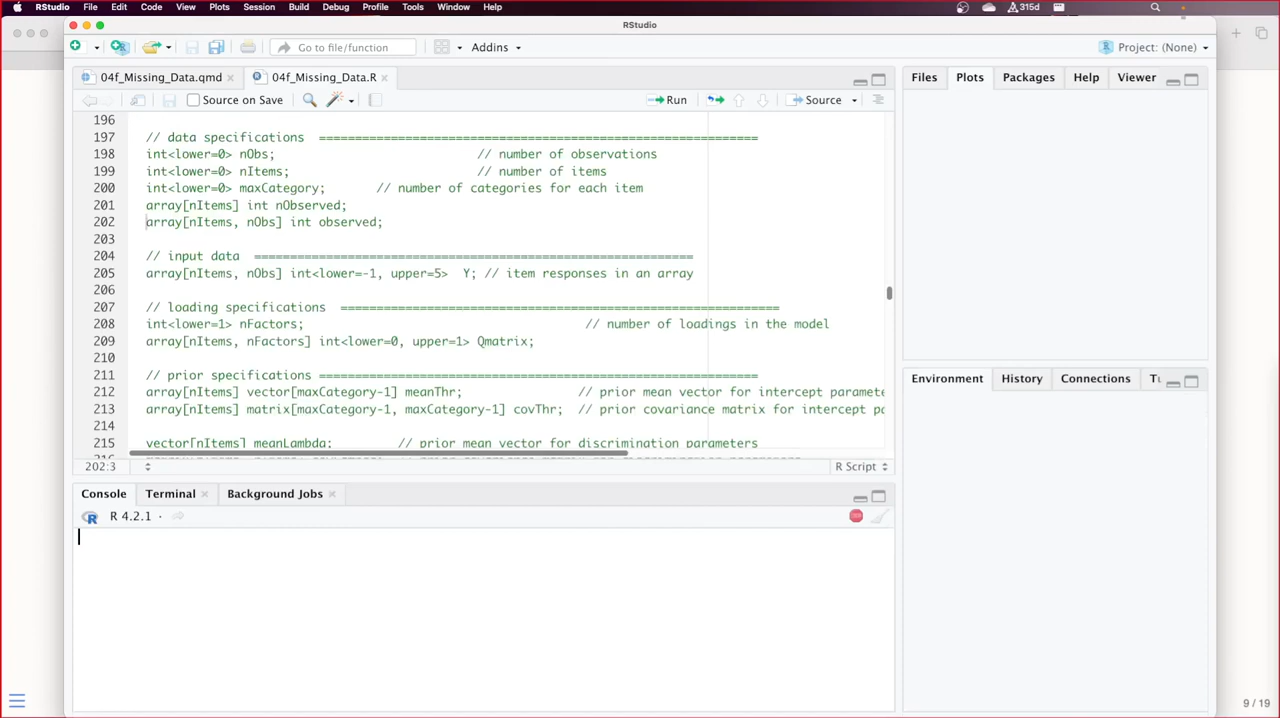 RStudio File Edit Code View Plots Session Build Debug Profile Tools Window Help 315d
RStudio
Go to file/function Addins Project: (None)
04f_Missing_Data.qmd 04f_Missing_Data.R
Source on Save Run Source
196
197 // data specifications =============================================================
198 int<lower=0> nObs; // number of observations
199 int<lower=0> nItems; // number of items
200 int<lower=0> maxCategory; // number of categories for each item
201 array[nItems] int nObserved;
202 array[nItems, nObs] int observed;
203
204 // input data =============================================================
205 array[nItems, nObs] int<lower=-1, upper=5> Y; // item responses in an array
206
207 // loading specifications =============================================================
208 int<lower=1> nFactors; // number of loadings in the model
209 array[nItems, nFactors] int<lower=0, upper=1> Qmatrix;
210
211 // prior specifications =============================================================
212 array[nItems] vector[maxCategory-1] meanThr; // prior mean vector for intercept paramete
213 array[nItems] matrix[maxCategory-1, maxCategory-1] covThr; // prior covariance matrix for intercept pa
214
215 vector[nItems] meanLambda; // prior mean vector for discrimination parameters
202:3 R Script
Console Terminal Background Jobs
R 4.2.1 ·
Files Plots Packages Help Viewer
Environment History Connections
9 / 19